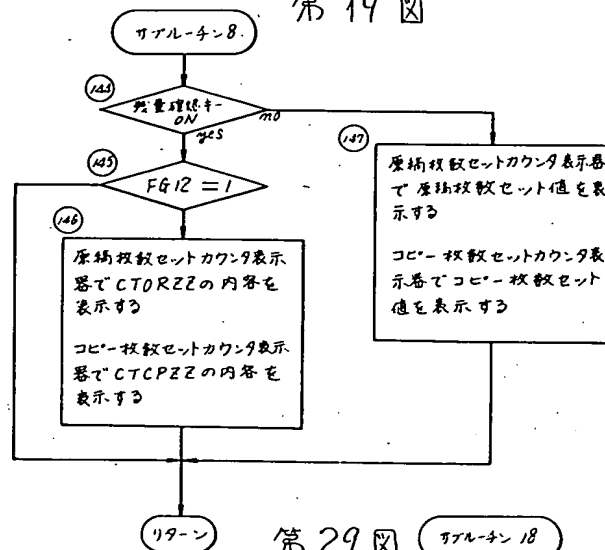 第19図
サブルーチン8
144
残量確認キー
ON
no
yes
145
FG12=1
146
原稿枚数セットカウンタ表示
器でCTORZZの内容を
表示する
コピー枚数セットカウンタ表示
器でCTCPZZの内容を
表示する
147
原稿枚数セットカウンタ表示器
で原稿枚数セット値を表
示する
コピー枚数セットカウンタ表
示器でコピー枚数セット
値を表示する
リターン
第29図
サブルーチン18